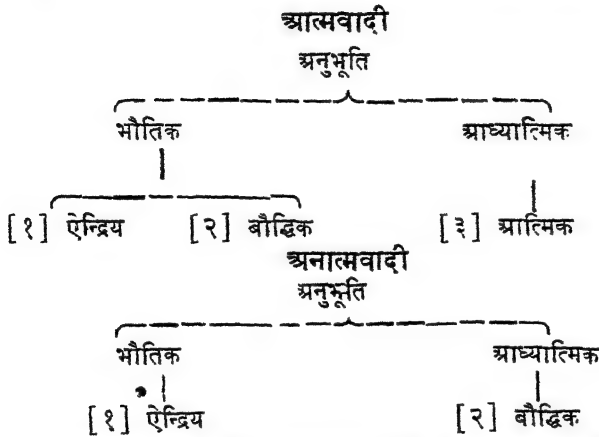 आत्मवादी
अनुभूति
भौतिक आध्यात्मिक
[१] ऐन्द्रिय [२] बौद्धिक [३] आत्मिक
अनात्मवादी
अनुभूति
भौतिक आध्यात्मिक
[१] ऐन्द्रिय [२] बौद्धिक